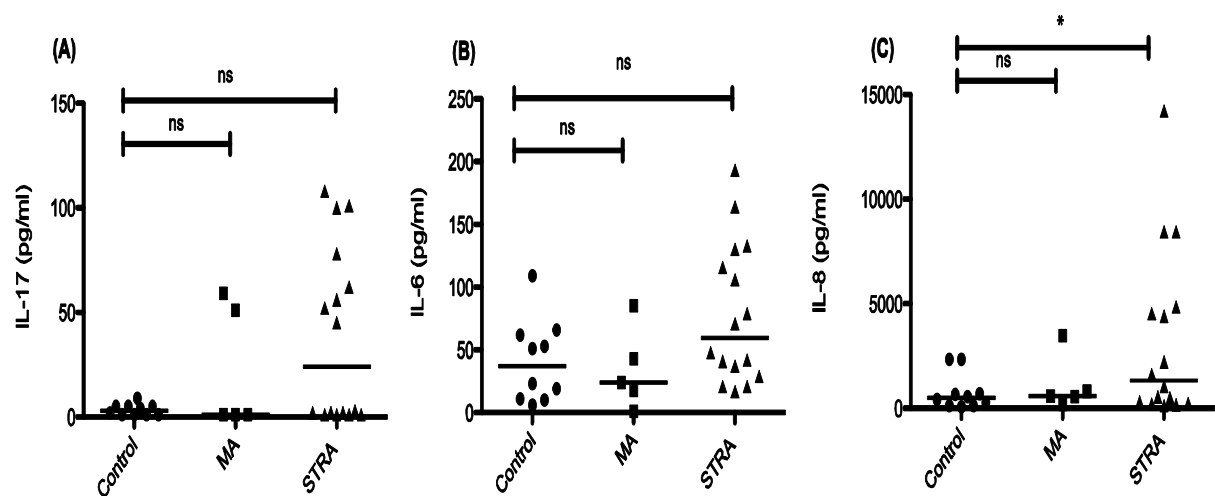 (A)
ns
ns
IL-17 (pg/ml)
150
100
50
0
Control
MA
STRA
(B)
ns
ns
IL-6 (pg/ml)
250
200
150
100
50
0
Control
MA
STRA
(C)
*
ns
IL-8 (pg/ml)
15000
10000
5000
0
Control
MA
STRA